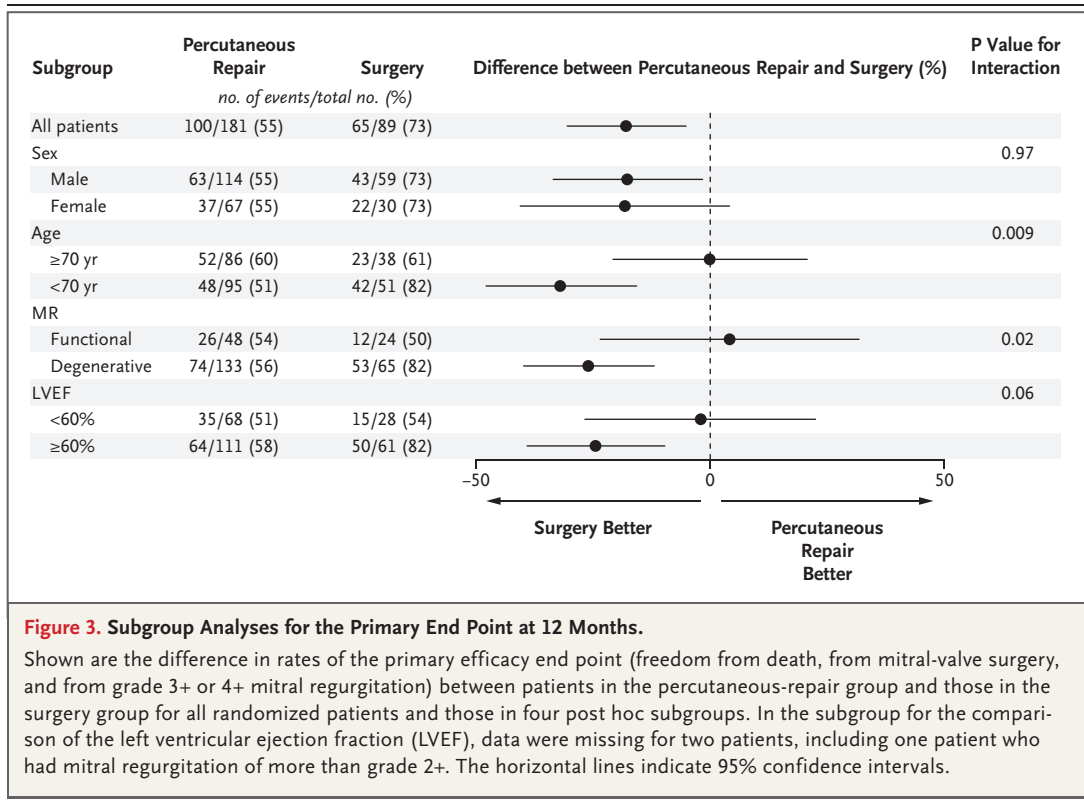 Subgroup Percutaneous Repair Surgery Difference between Percutaneous Repair and Surgery (%) P Value for Interaction
no. of events/total no. (%)
All patients 100/181 (55) 65/89 (73)
Sex 0.97
Male 63/114 (55) 43/59 (73)
Female 37/67 (55) 22/30 (73)
Age 0.009
≥70 yr 52/86 (60) 23/38 (61)
<70 yr 48/95 (51) 42/51 (82)
MR
Functional 26/48 (54) 12/24 (50) 0.02
Degenerative 74/133 (56) 53/65 (82)
LVEF 0.06
<60% 35/68 (51) 15/28 (54)
≥60% 64/111 (58) 50/61 (82)
–50 0 50
Surgery Better Percutaneous Repair Better
Figure 3. Subgroup Analyses for the Primary End Point at 12 Months.
Shown are the difference in rates of the primary efficacy end point (freedom from death, from mitral-valve surgery,
and from grade 3+ or 4+ mitral regurgitation) between patients in the percutaneous-repair group and those in the
surgery group for all randomized patients and those in four post hoc subgroups. In the subgroup for the compari-
son of the left ventricular ejection fraction (LVEF), data were missing for two patients, including one patient who
had mitral regurgitation of more than grade 2+. The horizontal lines indicate 95% confidence intervals.